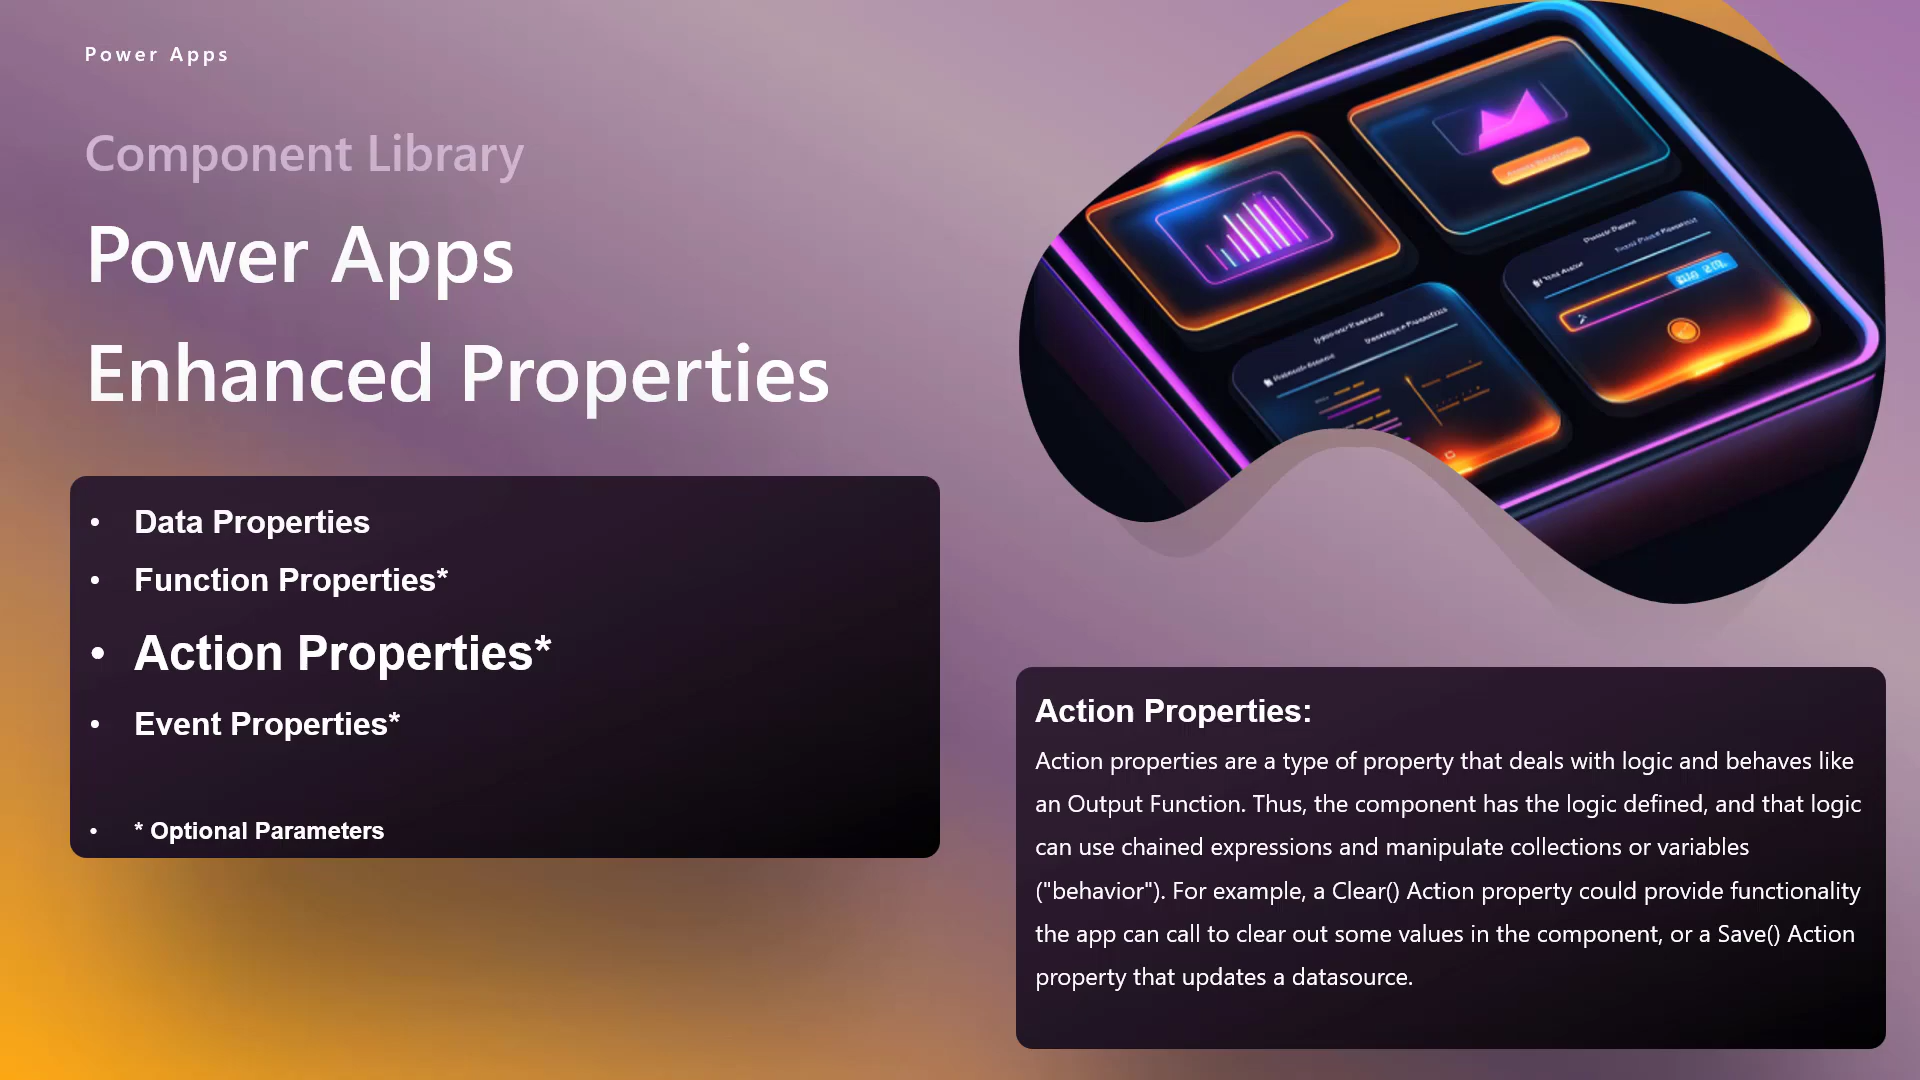 Power Apps
Component Library
Power Apps
Enhanced Properties
• Data Properties
• Function Properties*
• Action Properties*
• Event Properties*
• * Optional Parameters
Action Properties:
Action properties are a type of property that deals with logic and behaves like
an Output Function. Thus, the component has the logic defined, and that logic
can use chained expressions and manipulate collections or variables
("behavior"). For example, a Clear() Action property could provide functionality
the app can call to clear out some values in the component, or a Save() Action
property that updates a datasource.